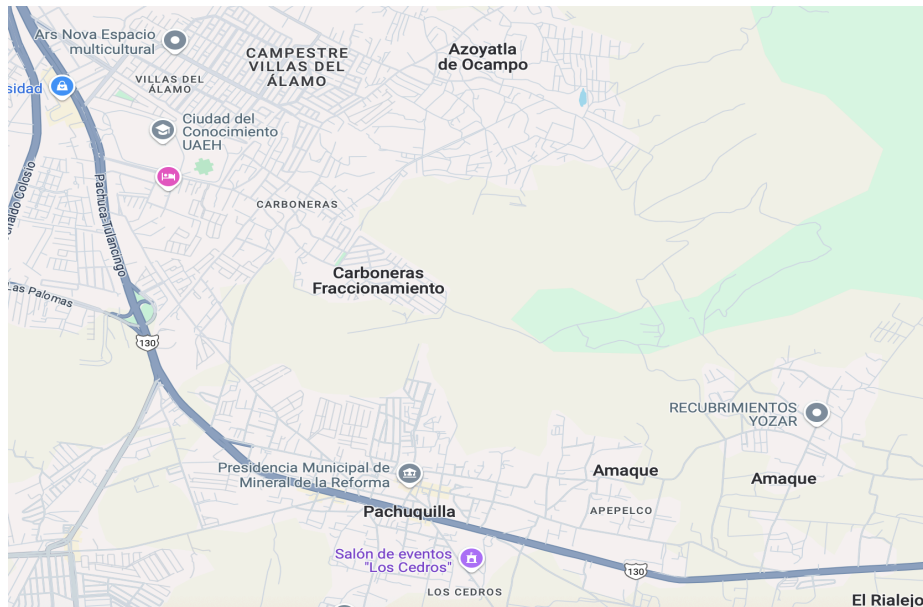 Ars Nova Espacio
multicultural
CAMPESTRE
VILLAS DEL
ÁLAMO
Azoyatla
de Ocampo
VILLAS DEL
ÁLAMO
sidad
Ciudad del
Conocimiento
UAEH
naldo Colosio
Pachuca-Tulancingo
CARBONERAS
Carboneras
Fraccionamiento
Las Palomas
130
RECUBRIMIENTOS
YOZAR
Presidencia Municipal de
Mineral de la Reforma
Amaque
Amaque
Pachuquilla
APEPELCO
Salón de eventos
"Los Cedros"
130
LOS CEDROS
El Rialejo